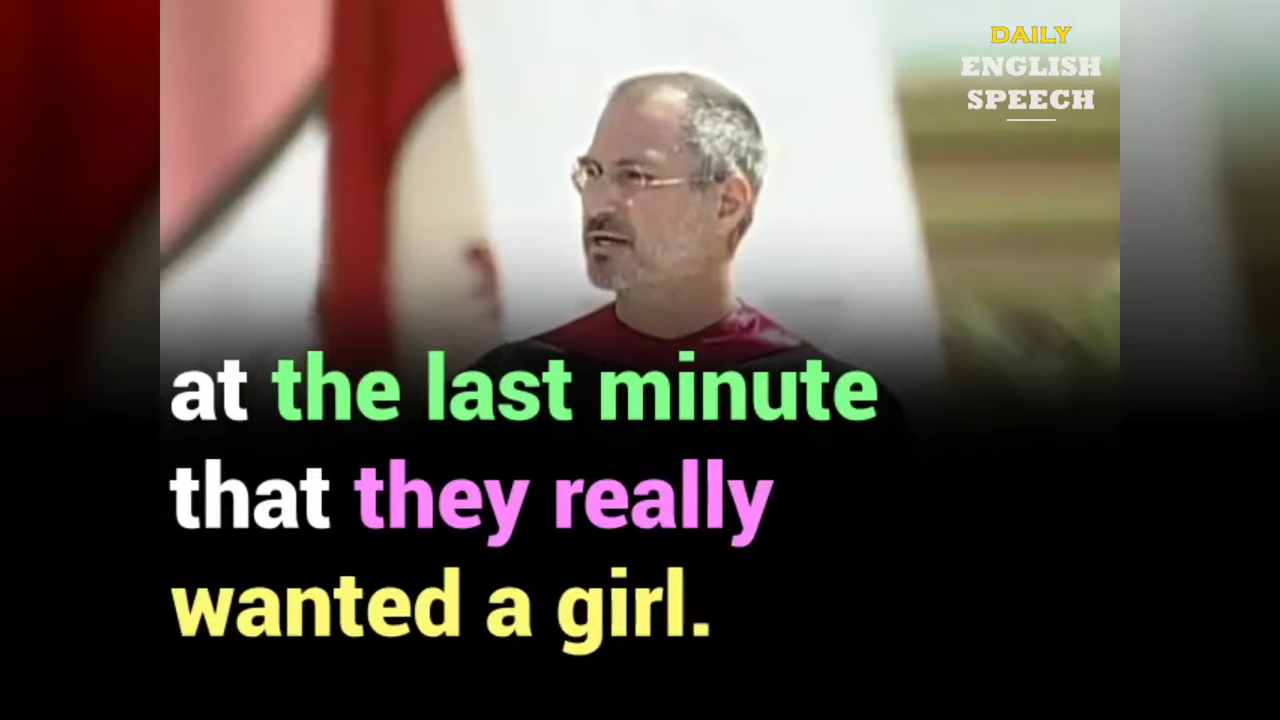 DAILY
ENGLISH
SPEECH
at the last minute
that they really
wanted a girl.